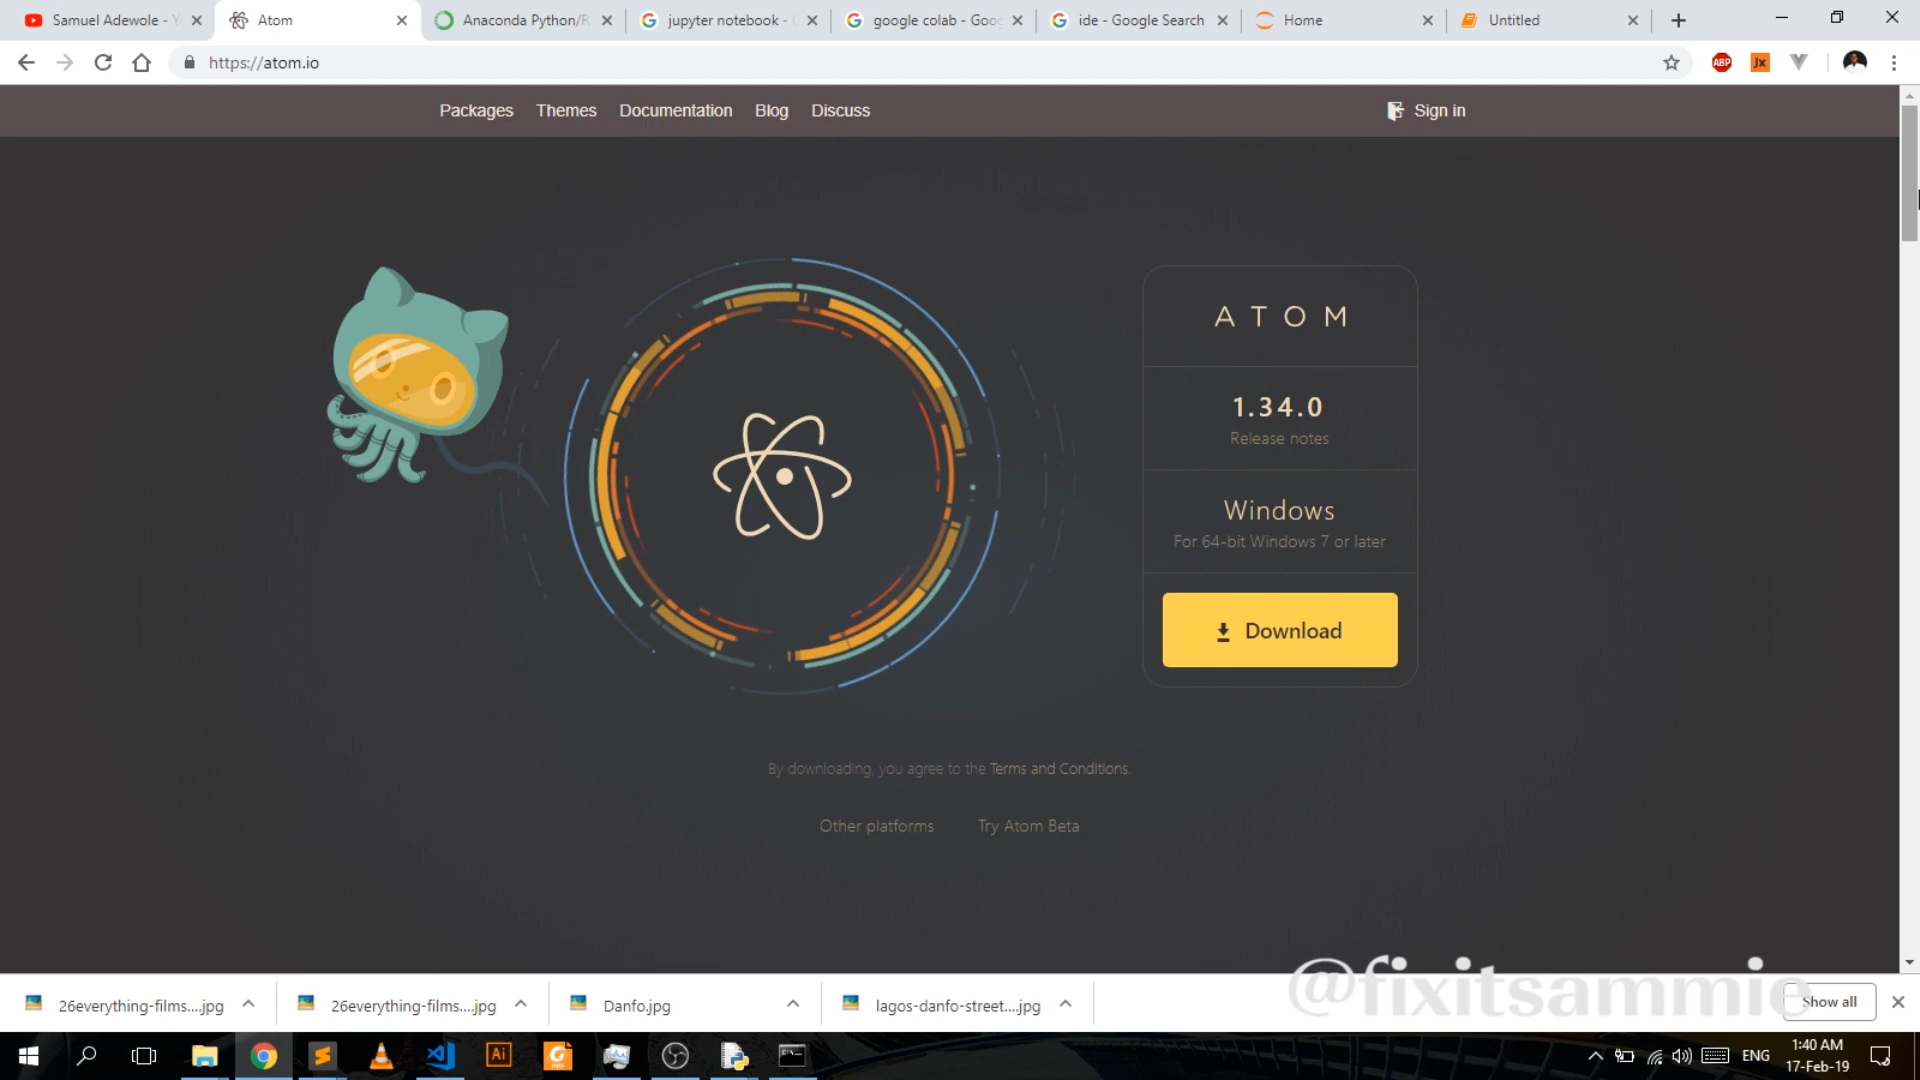 Samuel Adewole - Y
Atom
Anaconda Python/R
jupyter notebook -
google colab - Goo
ide - Google Search
Home
Untitled
https://atom.io
ABP
Jx
Packages
Themes
Documentation
Blog
Discuss
Sign in
ATOM
1.34.0
Release notes
Windows
For 64-bit Windows 7 or later
Download
By downloading, you agree to the Terms and Conditions.
Other platforms
Try Atom Beta
@fixitsammie
26everything-films....jpg
26everything-films....jpg
Danfo.jpg
lagos-danfo-street....jpg
Show all
Ai
ENG
1:40 AM
17-Feb-19